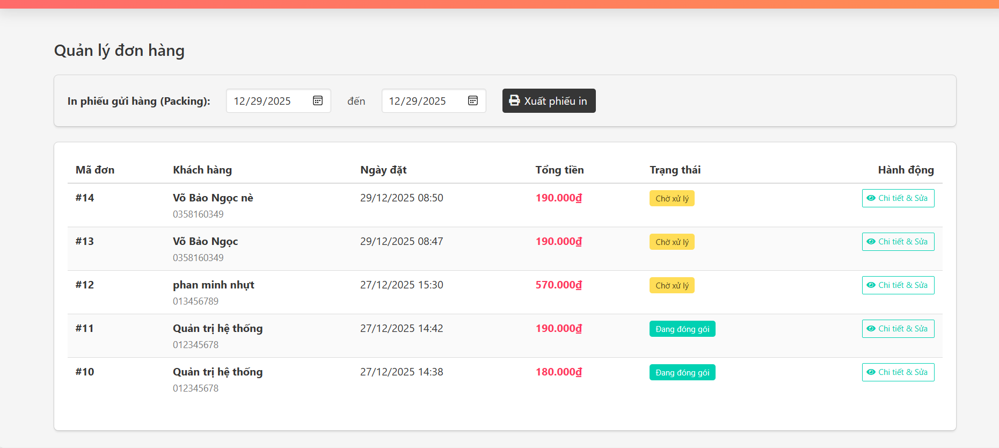 Quản lý đơn hàng
In phiếu gửi hàng (Packing): 12/29/2025 đến 12/29/2025 Xuất phiếu in
Mã đơn Khách hàng Ngày đặt Tổng tiền Trạng thái Hành động
#14 Võ Bảo Ngọc nè 29/12/2025 08:50 190.000₫ Chờ xử lý Chi tiết & Sửa
0358160349
#13 Võ Bảo Ngọc 29/12/2025 08:47 190.000₫ Chờ xử lý Chi tiết & Sửa
0358160349
#12 phan minh nhựt 27/12/2025 15:30 570.000₫ Chờ xử lý Chi tiết & Sửa
013456789
#11 Quản trị hệ thống 27/12/2025 14:42 190.000₫ Đang đóng gói Chi tiết & Sửa
012345678
#10 Quản trị hệ thống 27/12/2025 14:38 180.000₫ Đang đóng gói Chi tiết & Sửa
012345678